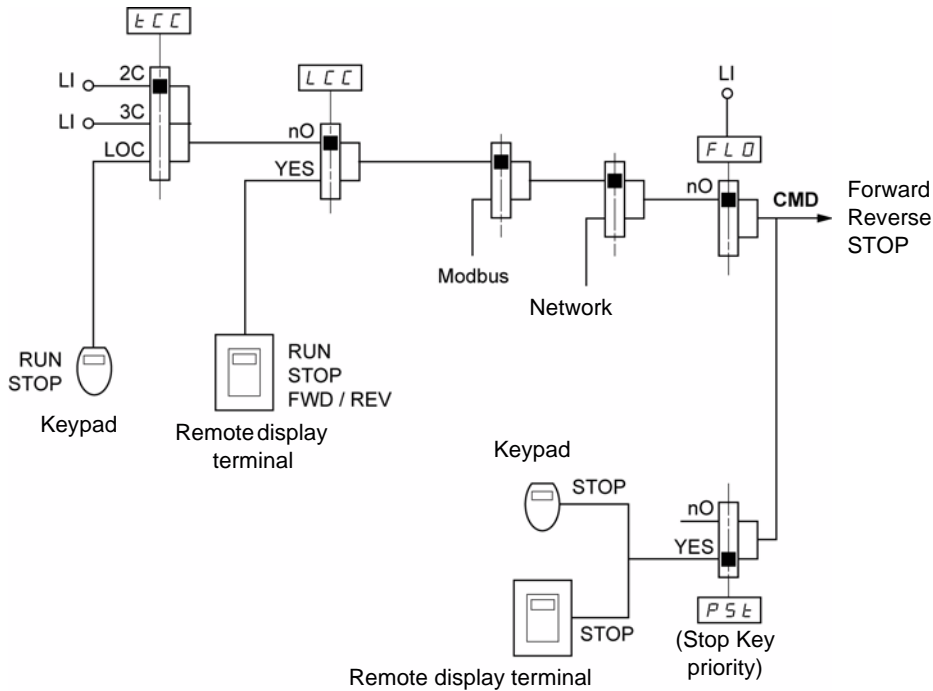 tCC
LI
2C
LI
3C
LOC
LCC
nO
YES
LI
FLO
nO
CMD
Forward
Reverse
STOP
Modbus
Network
RUN
STOP
Keypad
RUN
STOP
FWD / REV
Remote display
terminal
Keypad
STOP
nO
YES
PSt
(Stop Key
priority)
STOP
Remote display terminal